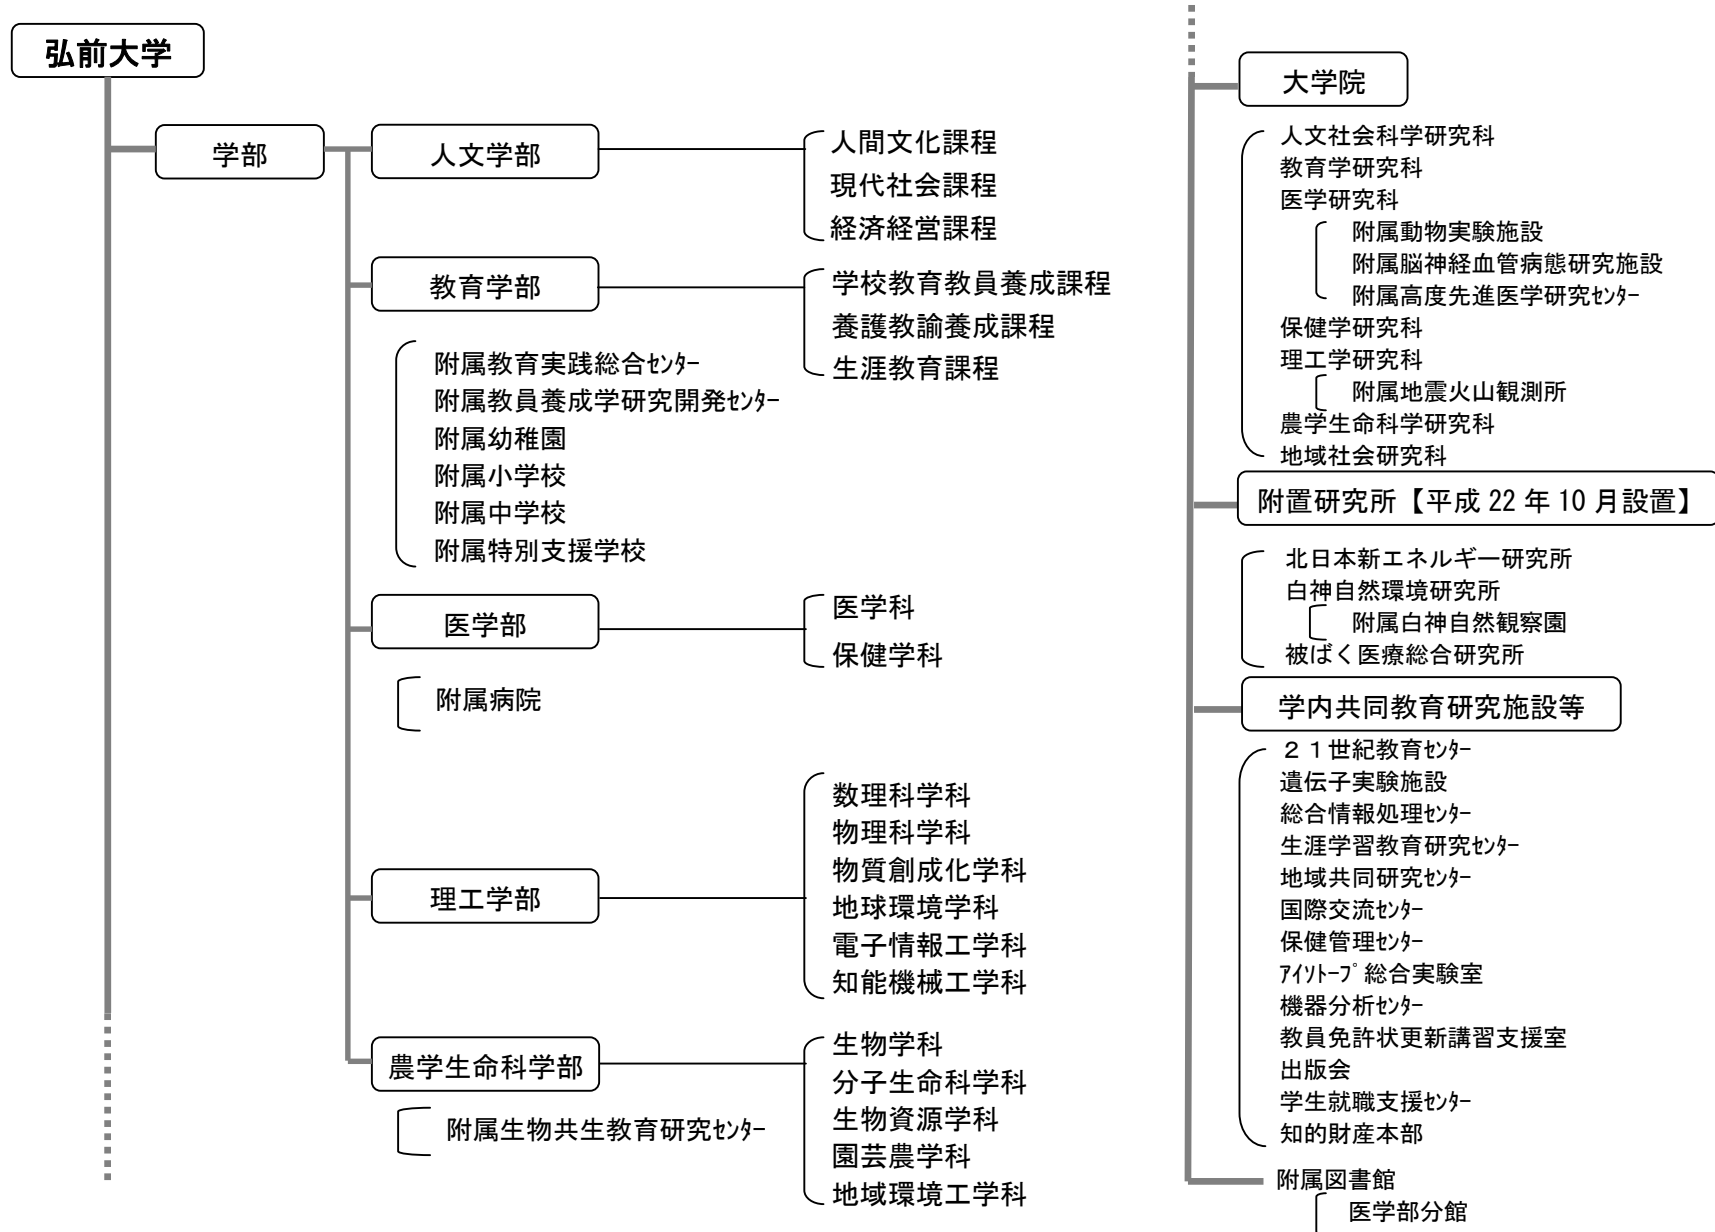 弘前大学
学部
人文学部
人間文化課程
現代社会課程
経済経営課程
教育学部
学校教育教員養成課程
養護教諭養成課程
生涯教育課程
附属教育実践総合ｾﾝﾀｰ
附属教員養成学研究開発ｾﾝﾀｰ
附属幼稚園
附属小学校
附属中学校
附属特別支援学校
医学部
医学科
保健学科
附属病院
理工学部
数理科学科
物理科学科
物質創成化学科
地球環境学科
電子情報工学科
知能機械工学科
農学生命科学部
生物学科
分子生命科学科
生物資源学科
園芸農学科
地域環境工学科
附属生物共生教育研究ｾﾝﾀｰ
大学院
人文社会科学研究科
教育学研究科
医学研究科
附属動物実験施設
附属脳神経血管病態研究施設
附属高度先進医学研究ｾﾝﾀｰ
保健学研究科
理工学研究科
附属地震火山観測所
農学生命科学研究科
地域社会研究科
附置研究所【平成 22 年 10 月設置】
北日本新エネルギー研究所
白神自然環境研究所
附属白神自然観察園
被ばく医療総合研究所
学内共同教育研究施設等
２１世紀教育ｾﾝﾀｰ
遺伝子実験施設
総合情報処理ｾﾝﾀｰ
生涯学習教育研究ｾﾝﾀｰ
地域共同研究ｾﾝﾀｰ
国際交流ｾﾝﾀｰ
保健管理ｾﾝﾀｰ
ｱｲｿﾄｰﾌﾟ総合実験室
機器分析ｾﾝﾀｰ
教員免許状更新講習支援室
出版会
学生就職支援ｾﾝﾀｰ
知的財産本部
附属図書館
医学部分館